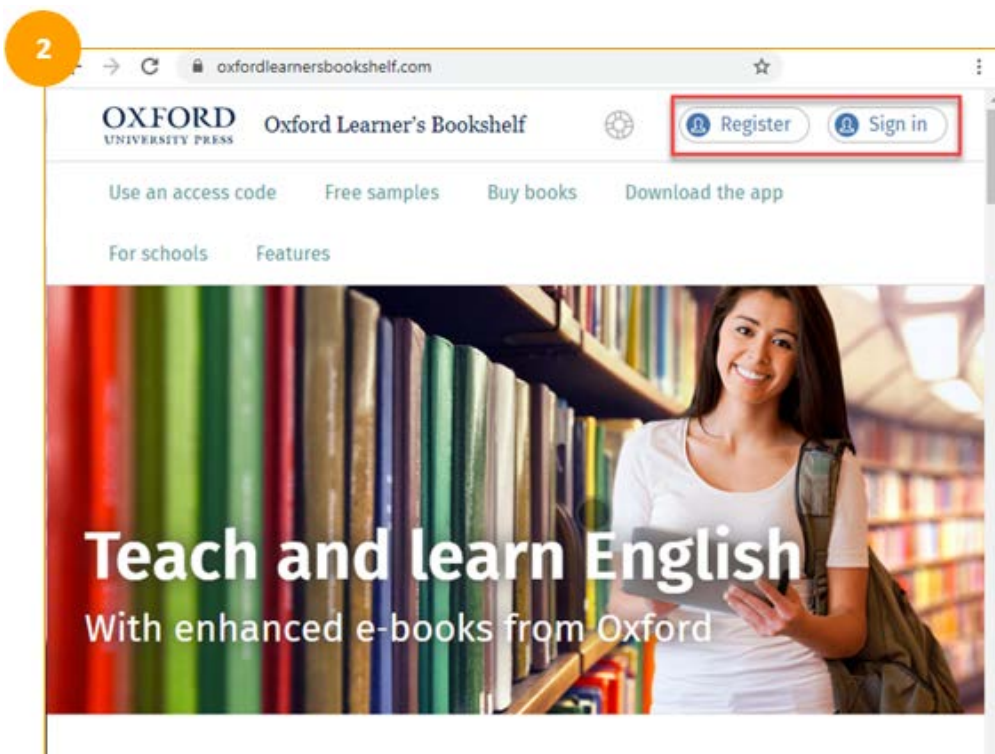 2
oxfordlearnersbookshelf.com
OXFORD
UNIVERSITY PRESS
Oxford Learner's Bookshelf
Register
Sign in
Use an access code
Free samples
Buy books
Download the app
For schools
Features
Teach and learn English
With enhanced e-books from Oxford